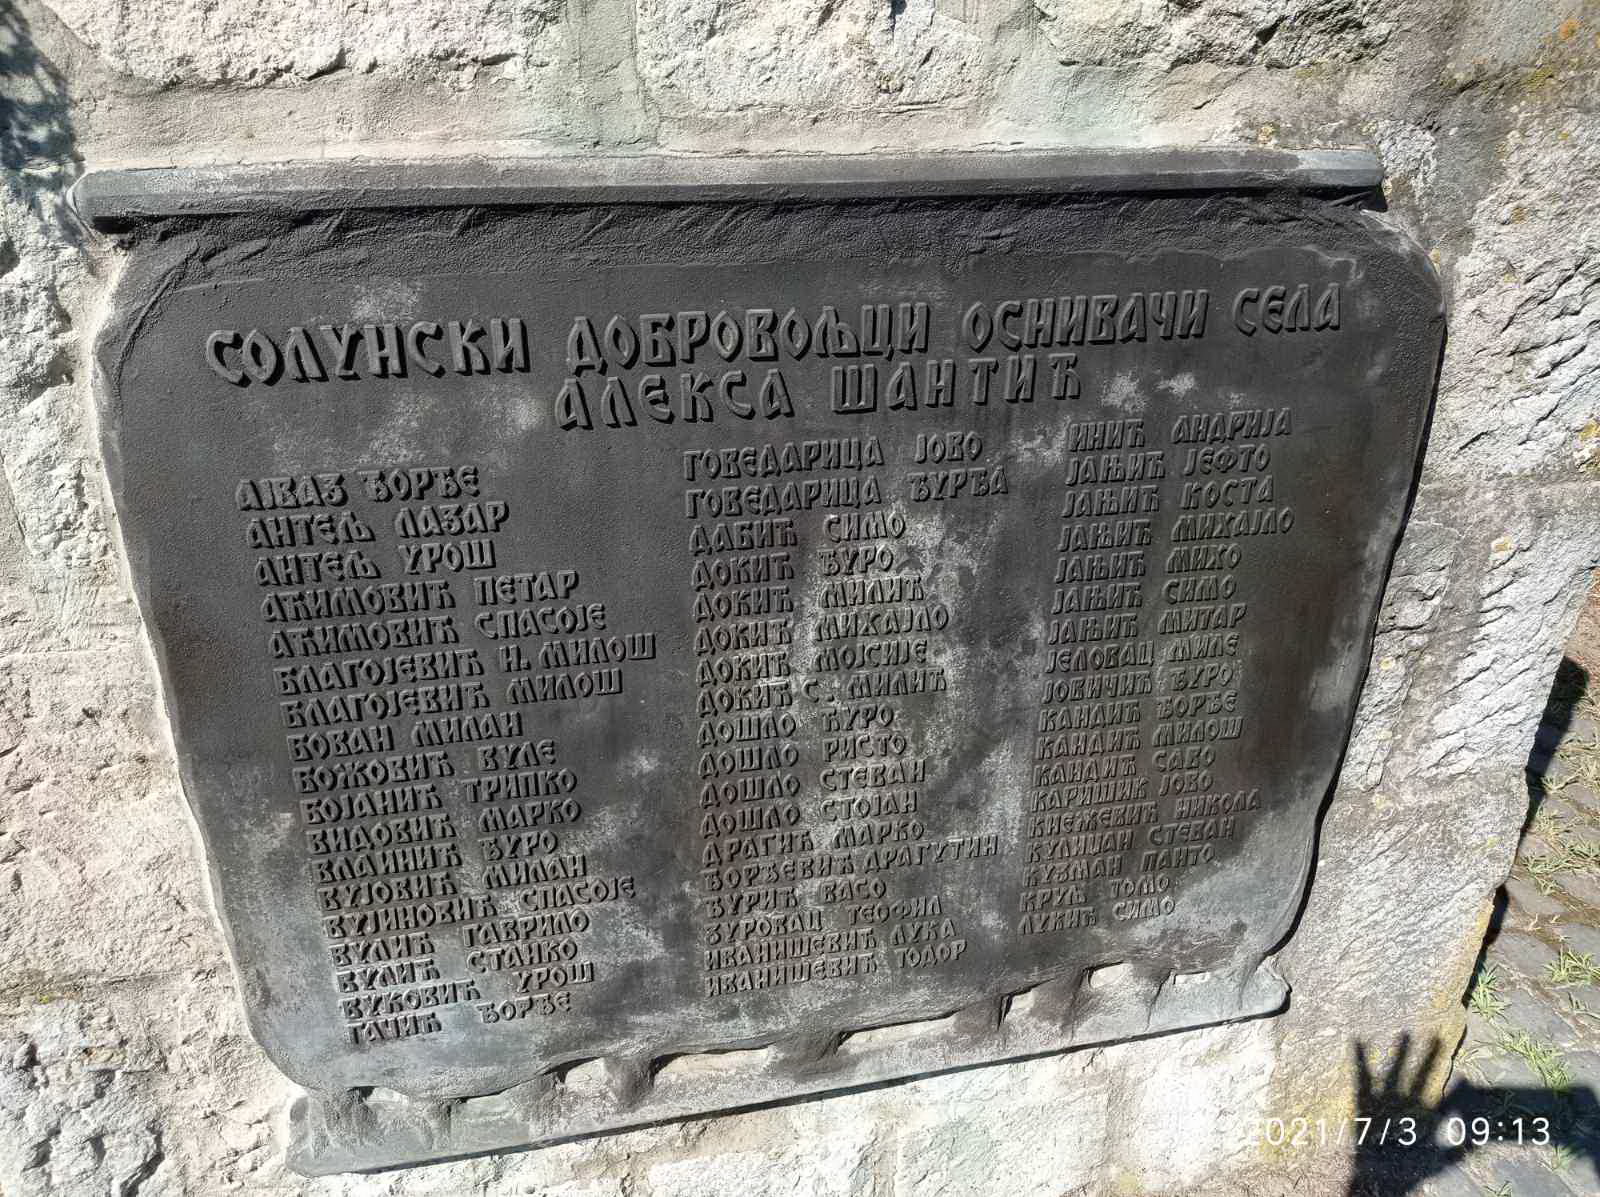 СОЛУНСКИ ДОБРОВОЉЦИ ОСНИВАЧИ СЕЛА
АЛЕКСА ШАНТИЋ
АЈВАЗ ЂОРЂЕ
АНТЕЉ ЛАЗАР
АНТЕЉ УРОШ
АЋИМОВИЋ ПЕТАР
АЋИМОВИЋ СПАСОЈЕ
БЛАГОЈЕВИЋ Н. МИЛОШ
БЛАГОЈЕВИЋ МИЛОШ
БОВАН МИЛАН
БОЖОВИЋ ВУЛЕ
БОЈАНИЋ ТРИПКО
ВИДОВИЋ МАРКО
ВЛАИНИЋ ЂУРО
ВУЈОВИЋ МИЛАН
ВУЈИНОВИЋ СПАСОЈЕ
ВУЛИЋ ГАВРИЛО
ВУЛИЋ СТАНКО
ВУКОВИЋ УРОШ
ГАЧИЋ ЂОРЂЕ
ГОВЕДАРИЦА ЈОВО
ГОВЕДАРИЦА ЂУРЂА
ДАБИЋ СИМО
ДОКИЋ ЂУРО
ДОКИЋ МИЛИЋ
ДОКИЋ МИХАЈЛО
ДОКИЋ МОЈСИЈЕ
ДОКИЋ С. МИЛИЋ
ДОШЛО ЂУРО
ДОШЛО РИСТО
ДОШЛО СТЕВАН
ДОШЛО СТОЈАН
ДРАГИЋ МАРКО
ЂОРЂЕВИЋ ДРАГУТИН
ЂУРИЋ ВАСО
ЗУРОВАЦ ТЕОФИЛ
ИВАНИШЕВИЋ ЛУКА
ИВАНИШЕВИЋ ТОДОР
ИНИЋ АНДРИЈА
ЈАЊИЋ ЈЕФТО
ЈАЊИЋ КОСТА
ЈАЊИЋ МИХАЈЛО
ЈАЊИЋ МИХО
ЈАЊИЋ СИМО
ЈАЊИЋ МИТАР
ЈЕЛОВАЦ МИЛЕ
ЈОВИЧИЋ ЂУРО
КАНДИЋ ЂОРЂЕ
КАНДИЋ МИЛОШ
КАНДИЋ САВО
КАРИШИК ЈОВО
КНЕЖЕВИЋ НИКОЛА
КУЛИЏАН СТЕВАН
КУЗМАН ПАНТО
КРУЉ ТОМО
ЛУКИЋ СИМО
2021/7/3 09:13